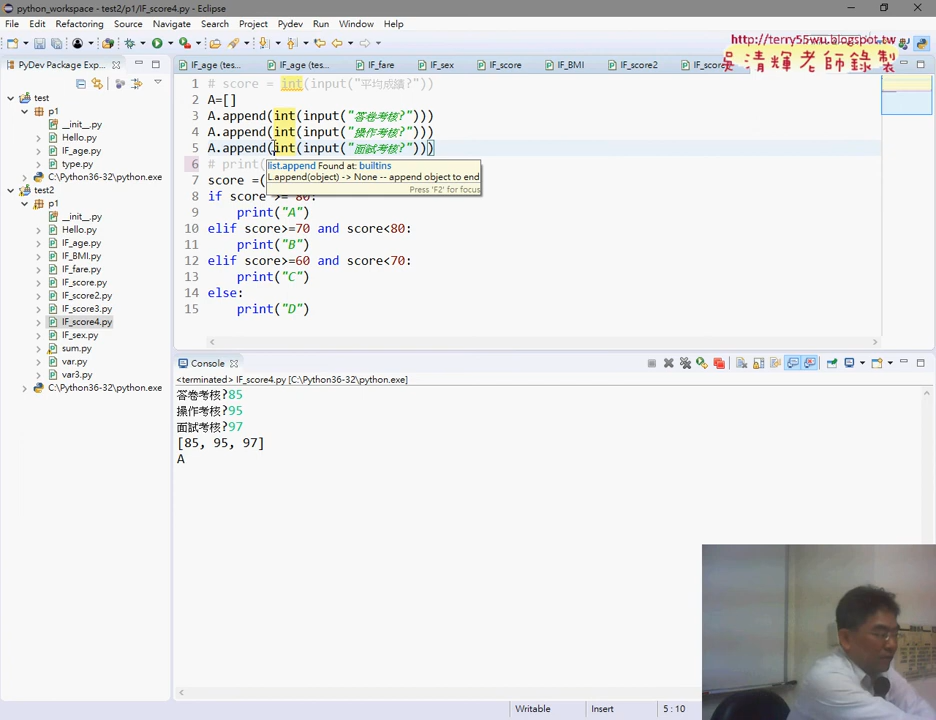 python_workspace - test2/p1/IF_score4.py - Eclipse
File Edit Refactoring Source Navigate Search Project Pydev Run Window Help
http://terry55wu.blogspot.tw
吳清輝老師錄製
PyDev Package Exp...
IF_age (tes... IF_age (tes... IF_fare IF_sex IF_score IF_BMI IF_score2
test
p1
__init__.py
Hello.py
IF_age.py
type.py
C:\Python36-32\python.exe
test2
p1
__init__.py
Hello.py
IF_age.py
IF_BMI.py
IF_fare.py
IF_score.py
IF_score2.py
IF_score3.py
IF_score4.py
IF_sex.py
sum.py
var.py
var3.py
C:\Python36-32\python.exe
1 # score = int(input("平均成績?"))
2 A=[]
3 A.append(int(input("答卷考核?")))
4 A.append(int(input("操作考核?")))
5 A.append(int(input("面試考核?")))
6 # print(
list.append Found at: builtins
L.append(object) -> None -- append object to end
Press 'F2' for focus
7 score =(
8 if score >= 80:
9 print("A")
10 elif score>=70 and score<80:
11 print("B")
12 elif score>=60 and score<70:
13 print("C")
14 else:
15 print("D")
Console
<terminated> IF_score4.py [C:\Python36-32\python.exe]
答卷考核?85
操作考核?95
面試考核?97
[85, 95, 97]
A
Writable Insert 5 : 10